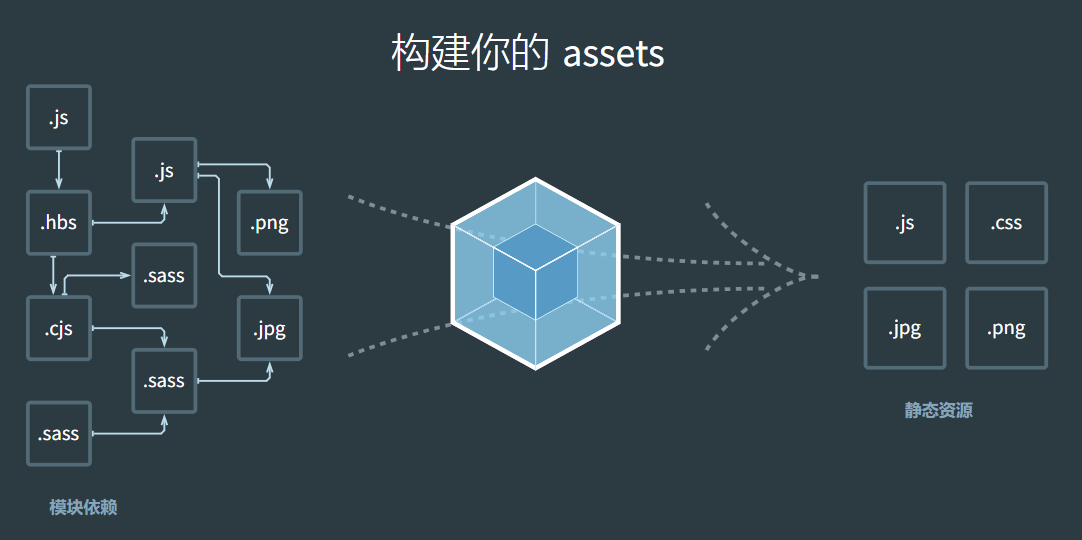 构建你的 assets
.js
.js
.hbs
.png
.sass
.cjs
.jpg
.sass
.sass
模块依赖
.js
.css
.jpg
.png
静态资源